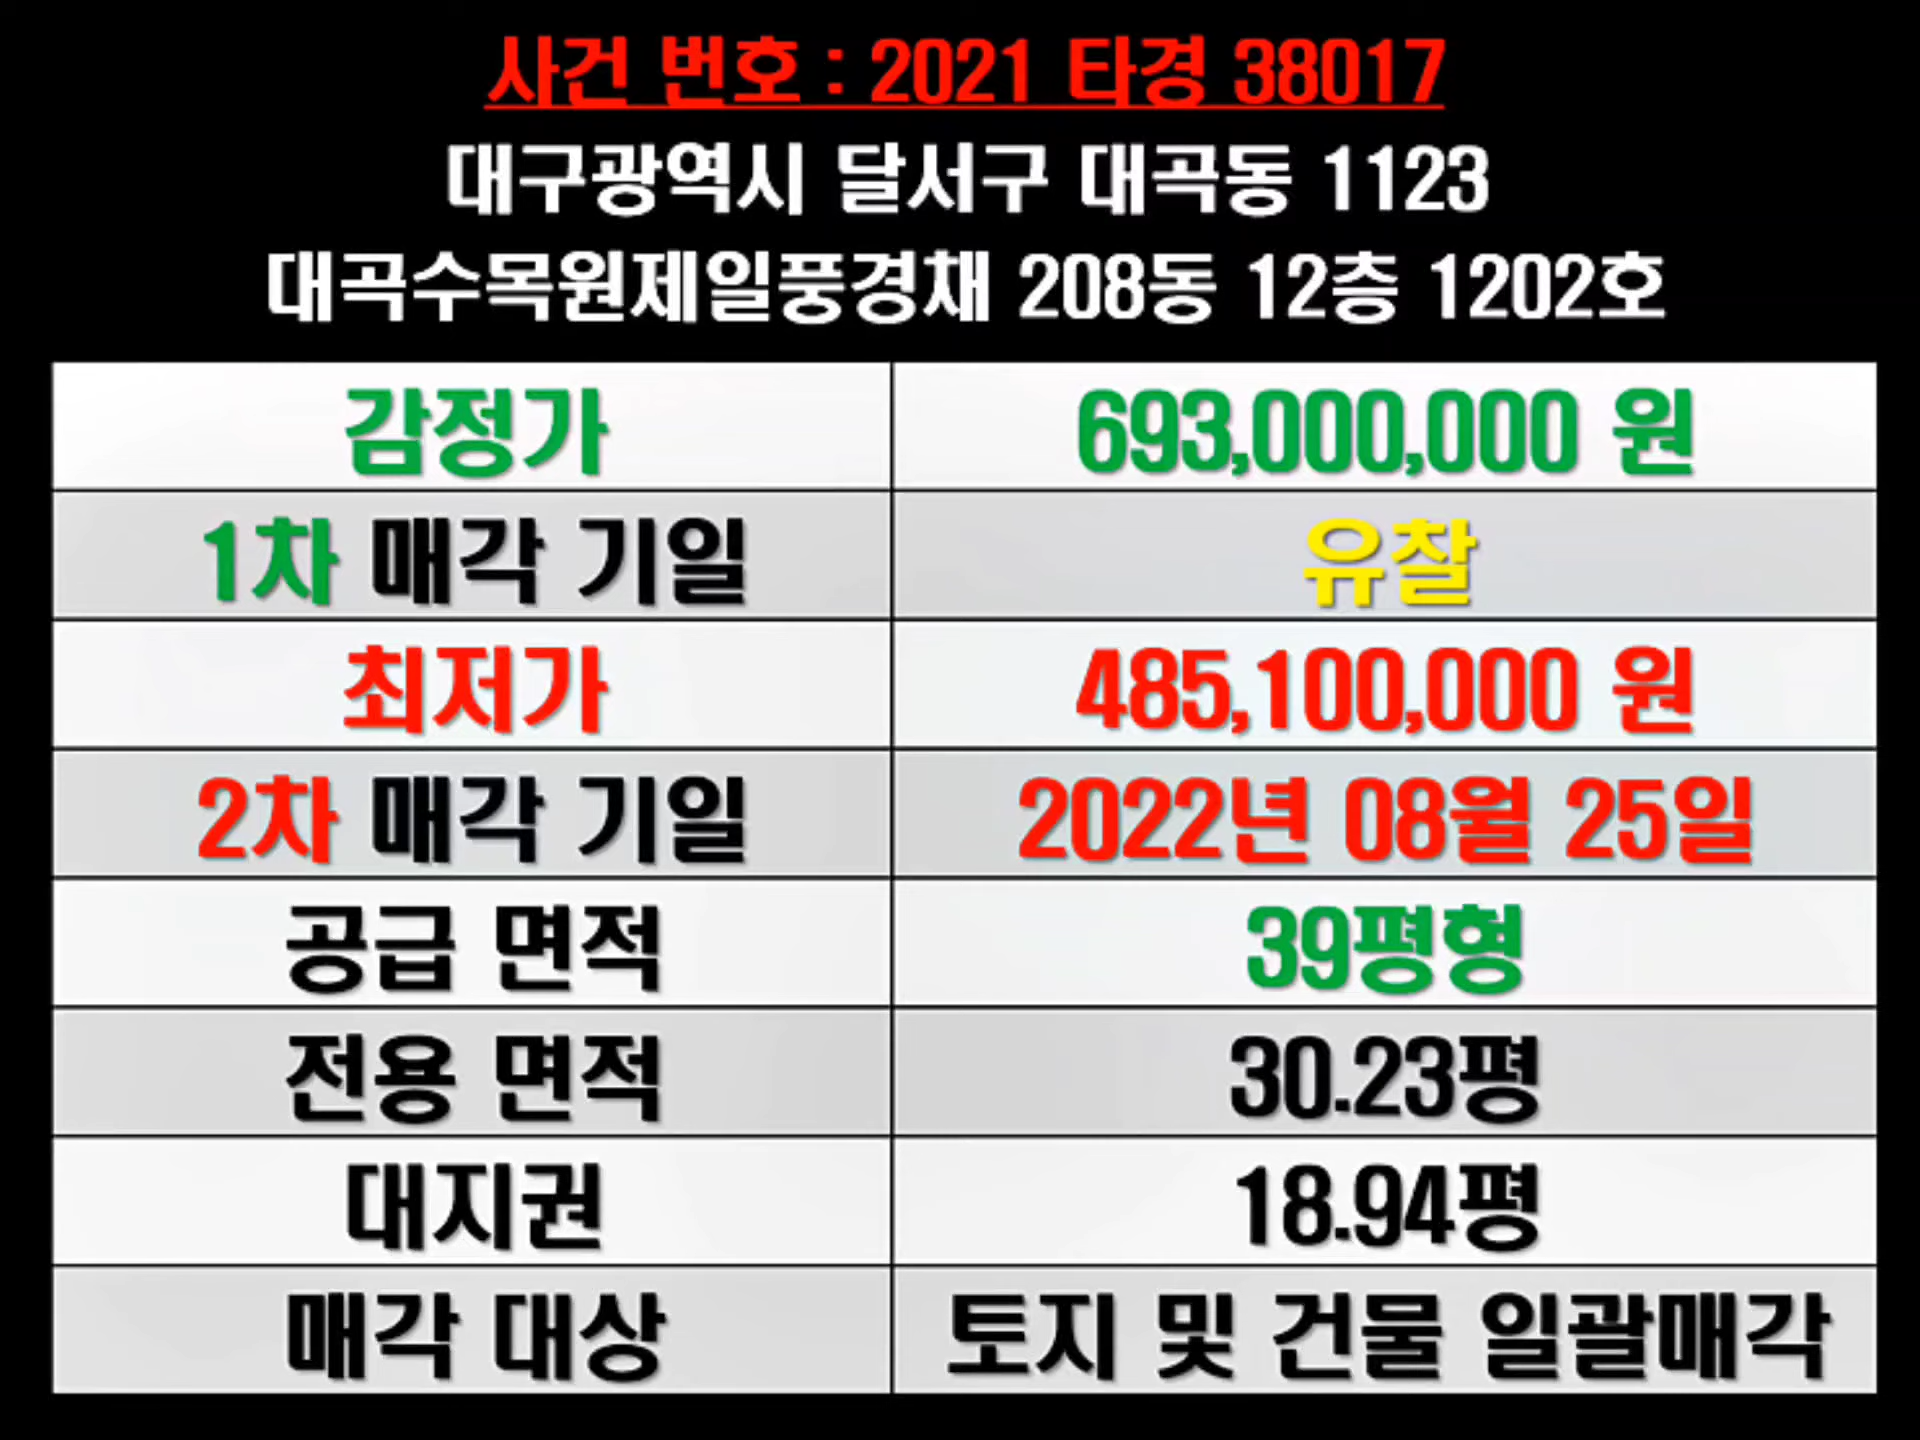 사건 번호 : 2021 타경 38017
대구광역시 달서구 대곡동 1123
대곡수목원제일풍경채 208동 12층 1202호
감정가 693,000,000 원
1차 매각 기일 유찰
최저가 485,100,000 원
2차 매각 기일 2022년 08월 25일
공급 면적 39평형
전용 면적 30.23평
대지권 18.94평
매각 대상 토지 및 건물 일괄매각